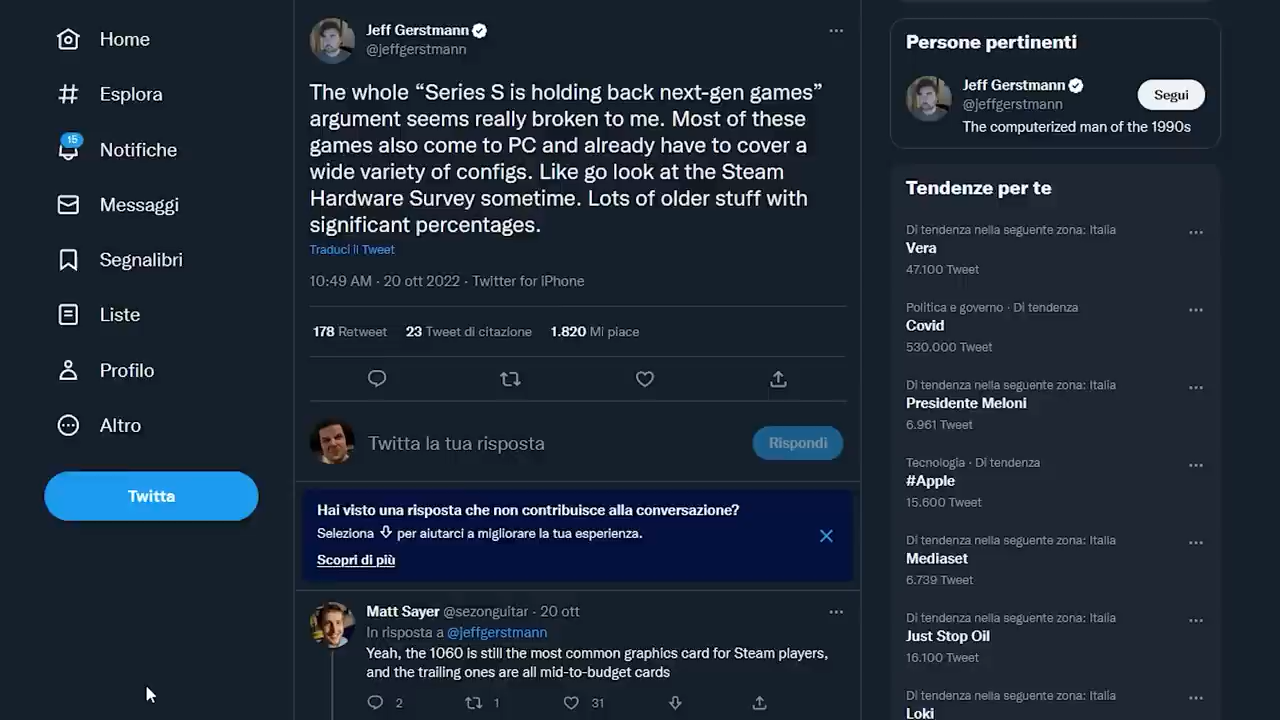 Home
Esplora
15
Notifiche
Messaggi
Segnalibri
Liste
Profilo
Altro
Twitta
Jeff Gerstmann
@jeffgerstmann
The whole “Series S is holding back next-gen games”
argument seems really broken to me. Most of these
games also come to PC and already have to cover a
wide variety of configs. Like go look at the Steam
Hardware Survey sometime. Lots of older stuff with
significant percentages.
Traduci il Tweet
10:49 AM · 20 ott 2022 · Twitter for iPhone
178 Retweet 23 Tweet di citazione 1.820 Mi piace
Twitta la tua risposta
Rispondi
Hai visto una risposta che non contribuisce alla conversazione?
Seleziona per aiutarci a migliorare la tua esperienza.
Scopri di più
Matt Sayer @sezonguitar · 20 ott
In risposta a @jeffgerstmann
Yeah, the 1060 is still the most common graphics card for Steam players,
and the trailing ones are all mid-to-budget cards
2 1 31
Persone pertinenti
Jeff Gerstmann
@jeffgerstmann
Segui
The computerized man of the 1990s
Tendenze per te
Di tendenza nella seguente zona: Italia
Vera
47.100 Tweet
Politica e governo · Di tendenza
Covid
530.000 Tweet
Di tendenza nella seguente zona: Italia
Presidente Meloni
6.961 Tweet
Tecnologia · Di tendenza
#Apple
15.600 Tweet
Di tendenza nella seguente zona: Italia
Mediaset
6.739 Tweet
Di tendenza nella seguente zona: Italia
Just Stop Oil
16.100 Tweet
Di tendenza nella seguente zona: Italia
Loki